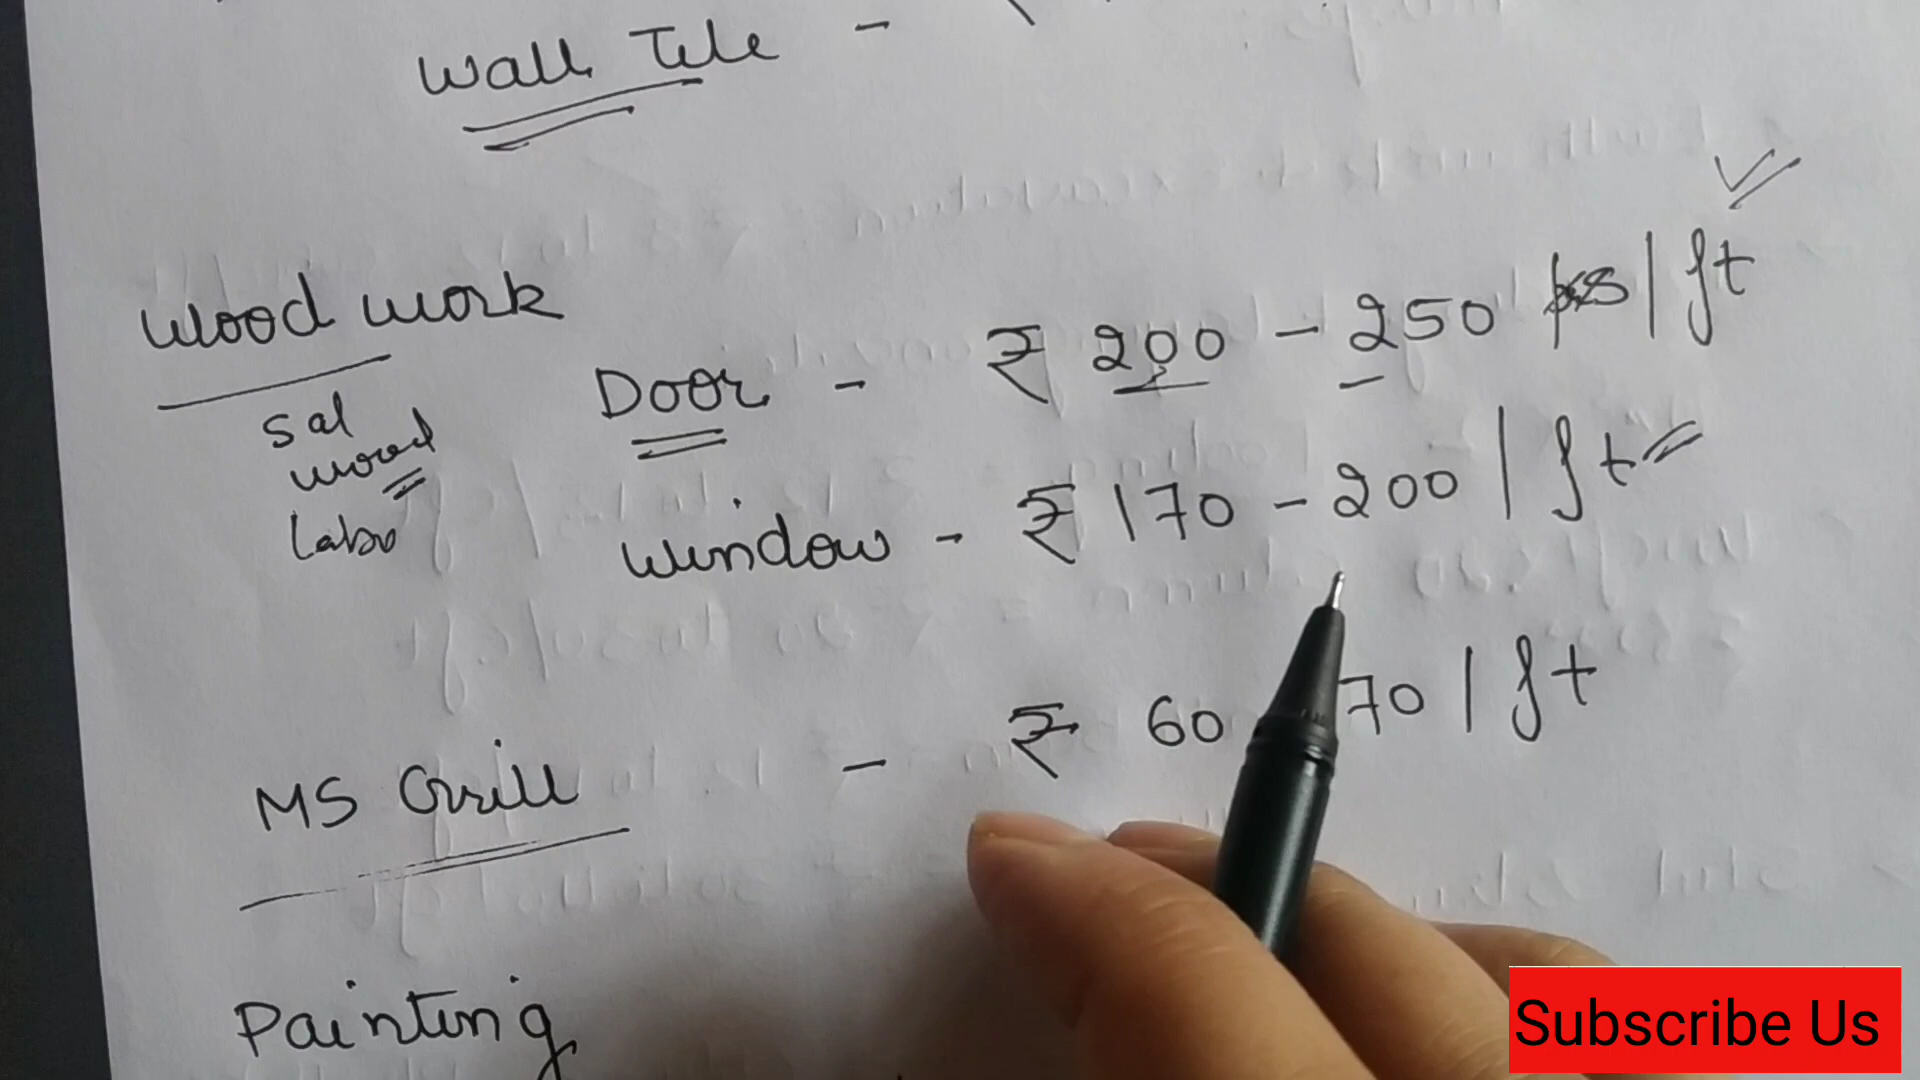 Wall Tile -
Wood work
Door - ₹ 200 - 250 /ft
Sal
wood
Window - ₹ 170 - 200 / ft
MS Grill - ₹ 60 70 / ft
Painting
Subscribe Us